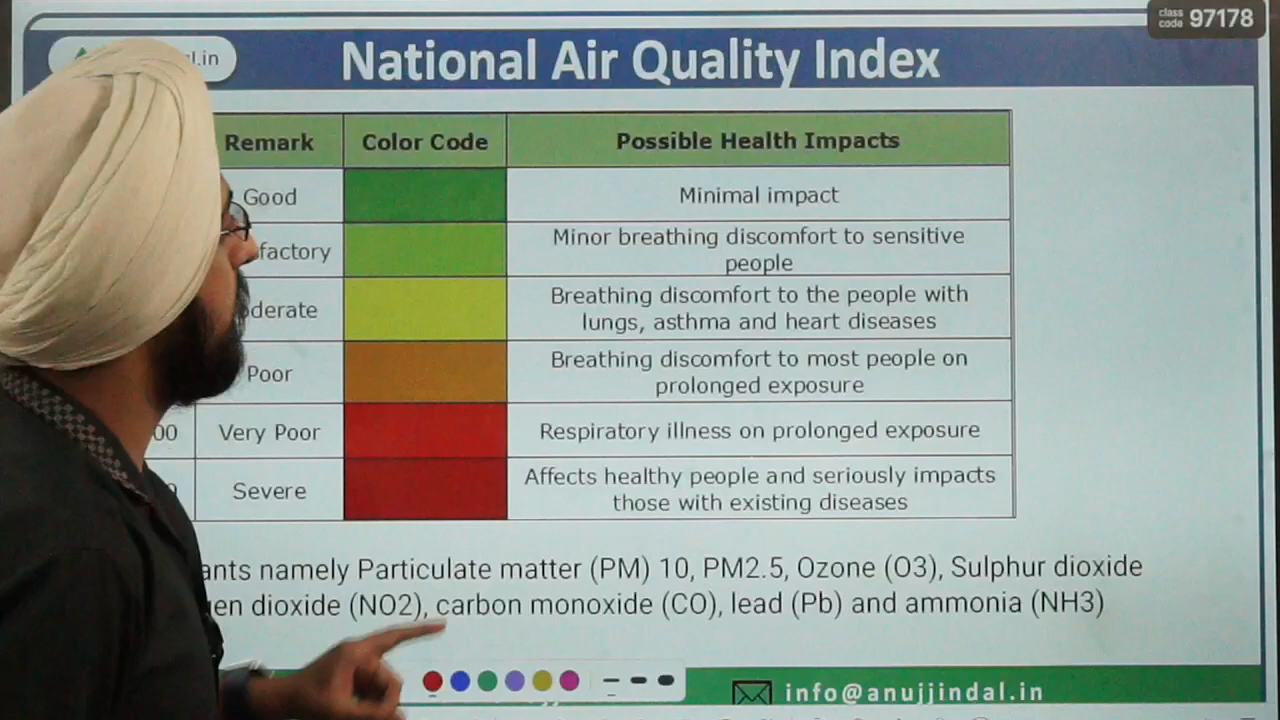 class
code 97178
l.in
National Air Quality Index
Remark Color Code Possible Health Impacts
Good Minimal impact
factory Minor breathing discomfort to sensitive
people
derate Breathing discomfort to the people with
lungs, asthma and heart diseases
Poor Breathing discomfort to most people on
prolonged exposure
00 Very Poor Respiratory illness on prolonged exposure
Severe Affects healthy people and seriously impacts
those with existing diseases
ants namely Particulate matter (PM) 10, PM2.5, Ozone (O3), Sulphur dioxide
en dioxide (NO2), carbon monoxide (CO), lead (Pb) and ammonia (NH3)
info@anujjindal.in